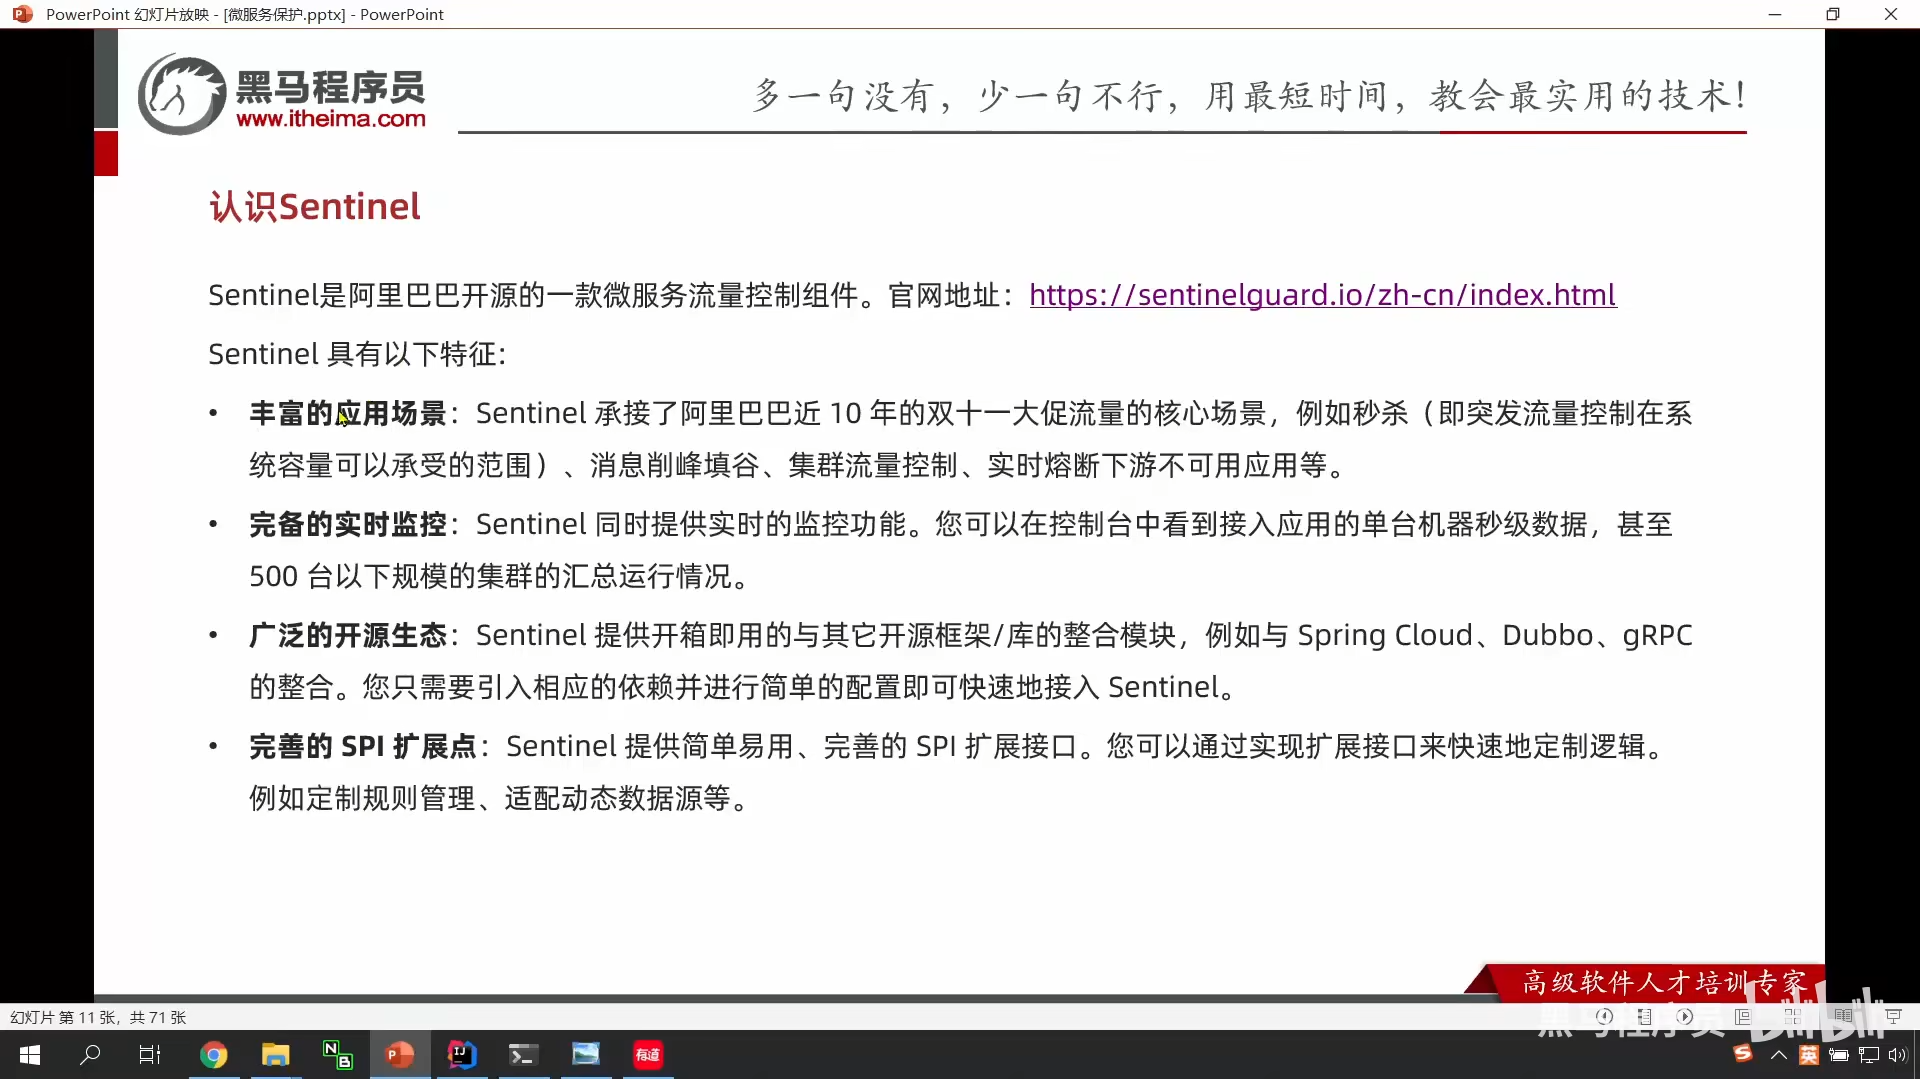 PowerPoint 幻灯片放映 - [微服务保护.pptx] - PowerPoint
黑马程序员
www.itheima.com
多一句没有，少一句不行，用最短时间，教会最实用的技术！
认识Sentinel
Sentinel是阿里巴巴开源的一款微服务流量控制组件。官网地址：https://sentinelguard.io/zh-cn/index.html
Sentinel 具有以下特征:
• 丰富的应用场景：Sentinel 承接了阿里巴巴近 10 年的双十一大促流量的核心场景，例如秒杀（即突发流量控制在系
统容量可以承受的范围）、消息削峰填谷、集群流量控制、实时熔断下游不可用应用等。
• 完备的实时监控：Sentinel 同时提供实时的监控功能。您可以在控制台中看到接入应用的单台机器秒级数据，甚至
500 台以下规模的集群的汇总运行情况。
• 广泛的开源生态：Sentinel 提供开箱即用的与其它开源框架/库的整合模块，例如与 Spring Cloud、Dubbo、gRPC
的整合。您只需要引入相应的依赖并进行简单的配置即可快速地接入 Sentinel。
• 完善的 SPI 扩展点：Sentinel 提供简单易用、完善的 SPI 扩展接口。您可以通过实现扩展接口来快速地定制逻辑。
例如定制规则管理、适配动态数据源等。
高级软件人才培训专家
黑马程序员 bilibili
幻灯片 第 11 张，共 71 张
有道
英